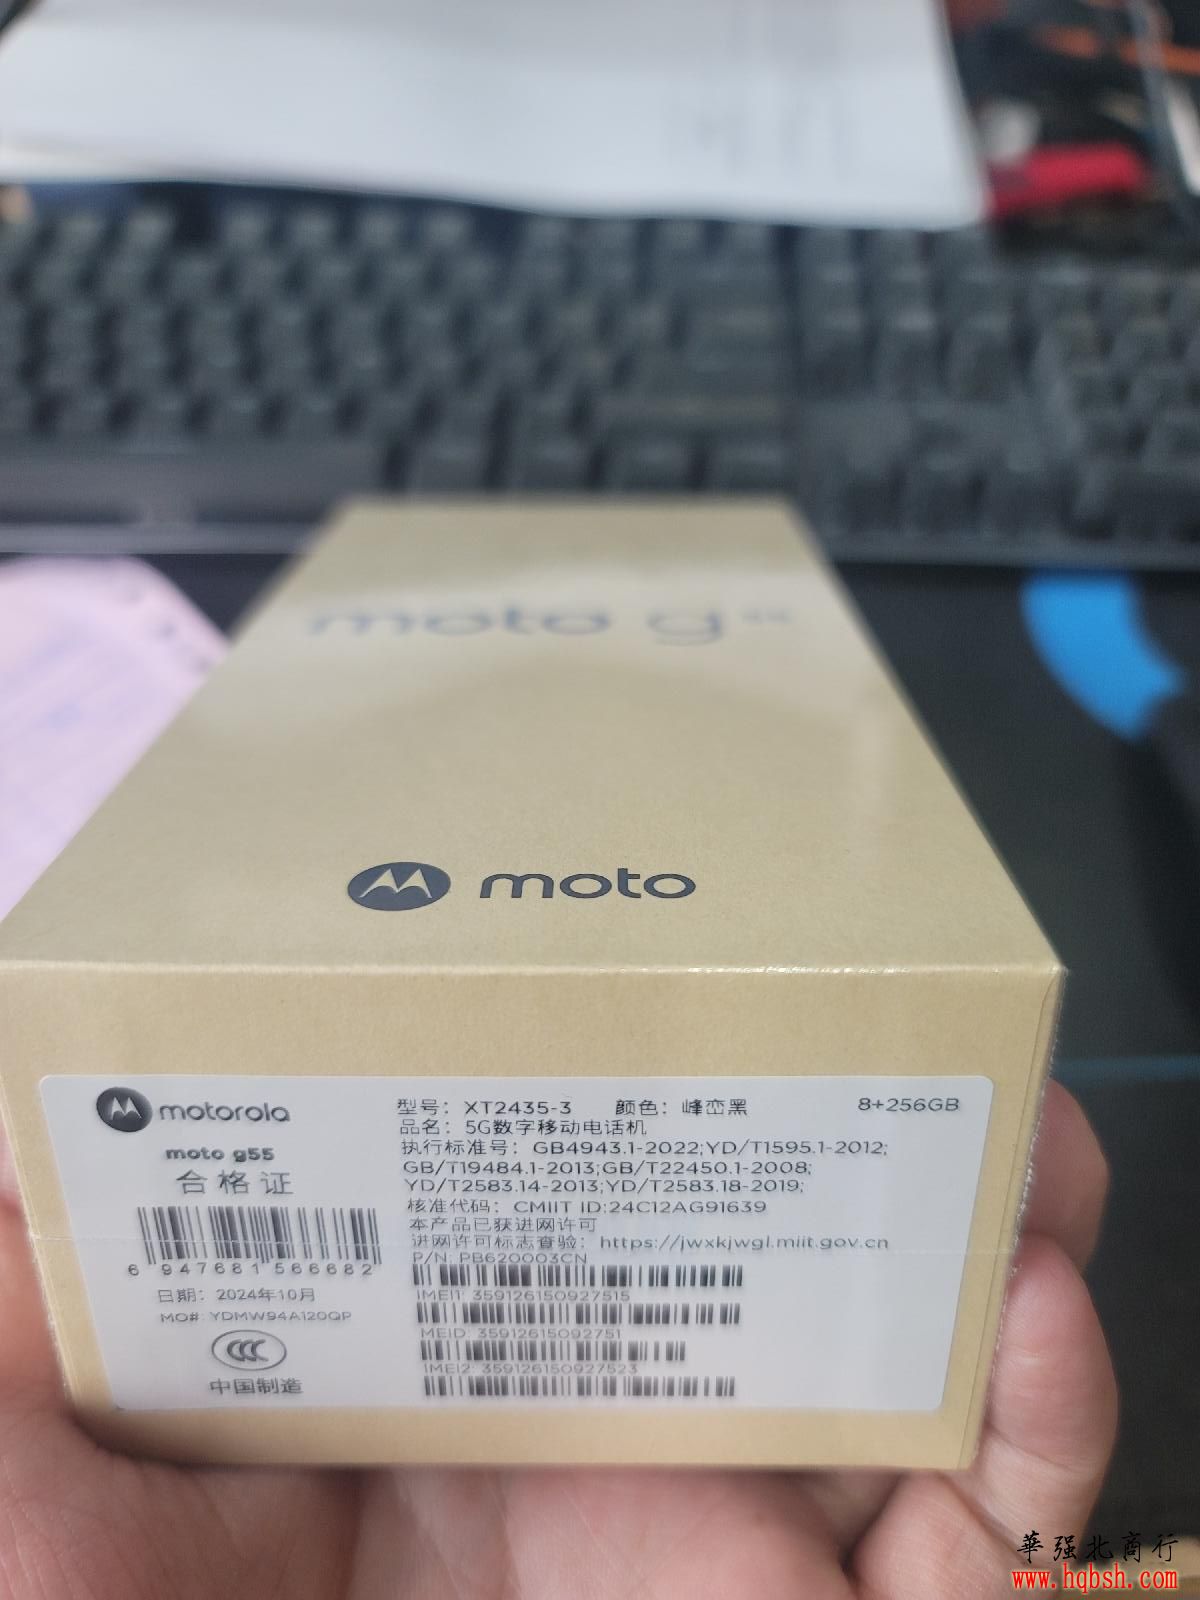 moto g 55
moto
motorola
moto g55
合格证
6 947681 566682
日期：2024年10月
MO#: YDMW94A120QP
CCC
中国制造
型号：XT2435-3 颜色：峰峦黑 8+256GB
品名：5G数字移动电话机
执行标准号：GB4943.1-2022;YD/T1595.1-2012;
GB/T19484.1-2013;GB/T22450.1-2008;
YD/T2583.14-2013;YD/T2583.18-2019;
核准代码：CMIIT ID:24C12AG91639
本产品已获进网许可
进网许可标志查验：https://jwxkjwgl.miit.gov.cn
P/N: PB620003CN
IMEI1: 359126150927515
MEID: 35912615092751
IMEI2: 359126150927523
華强北商行
www.hqbsh.com